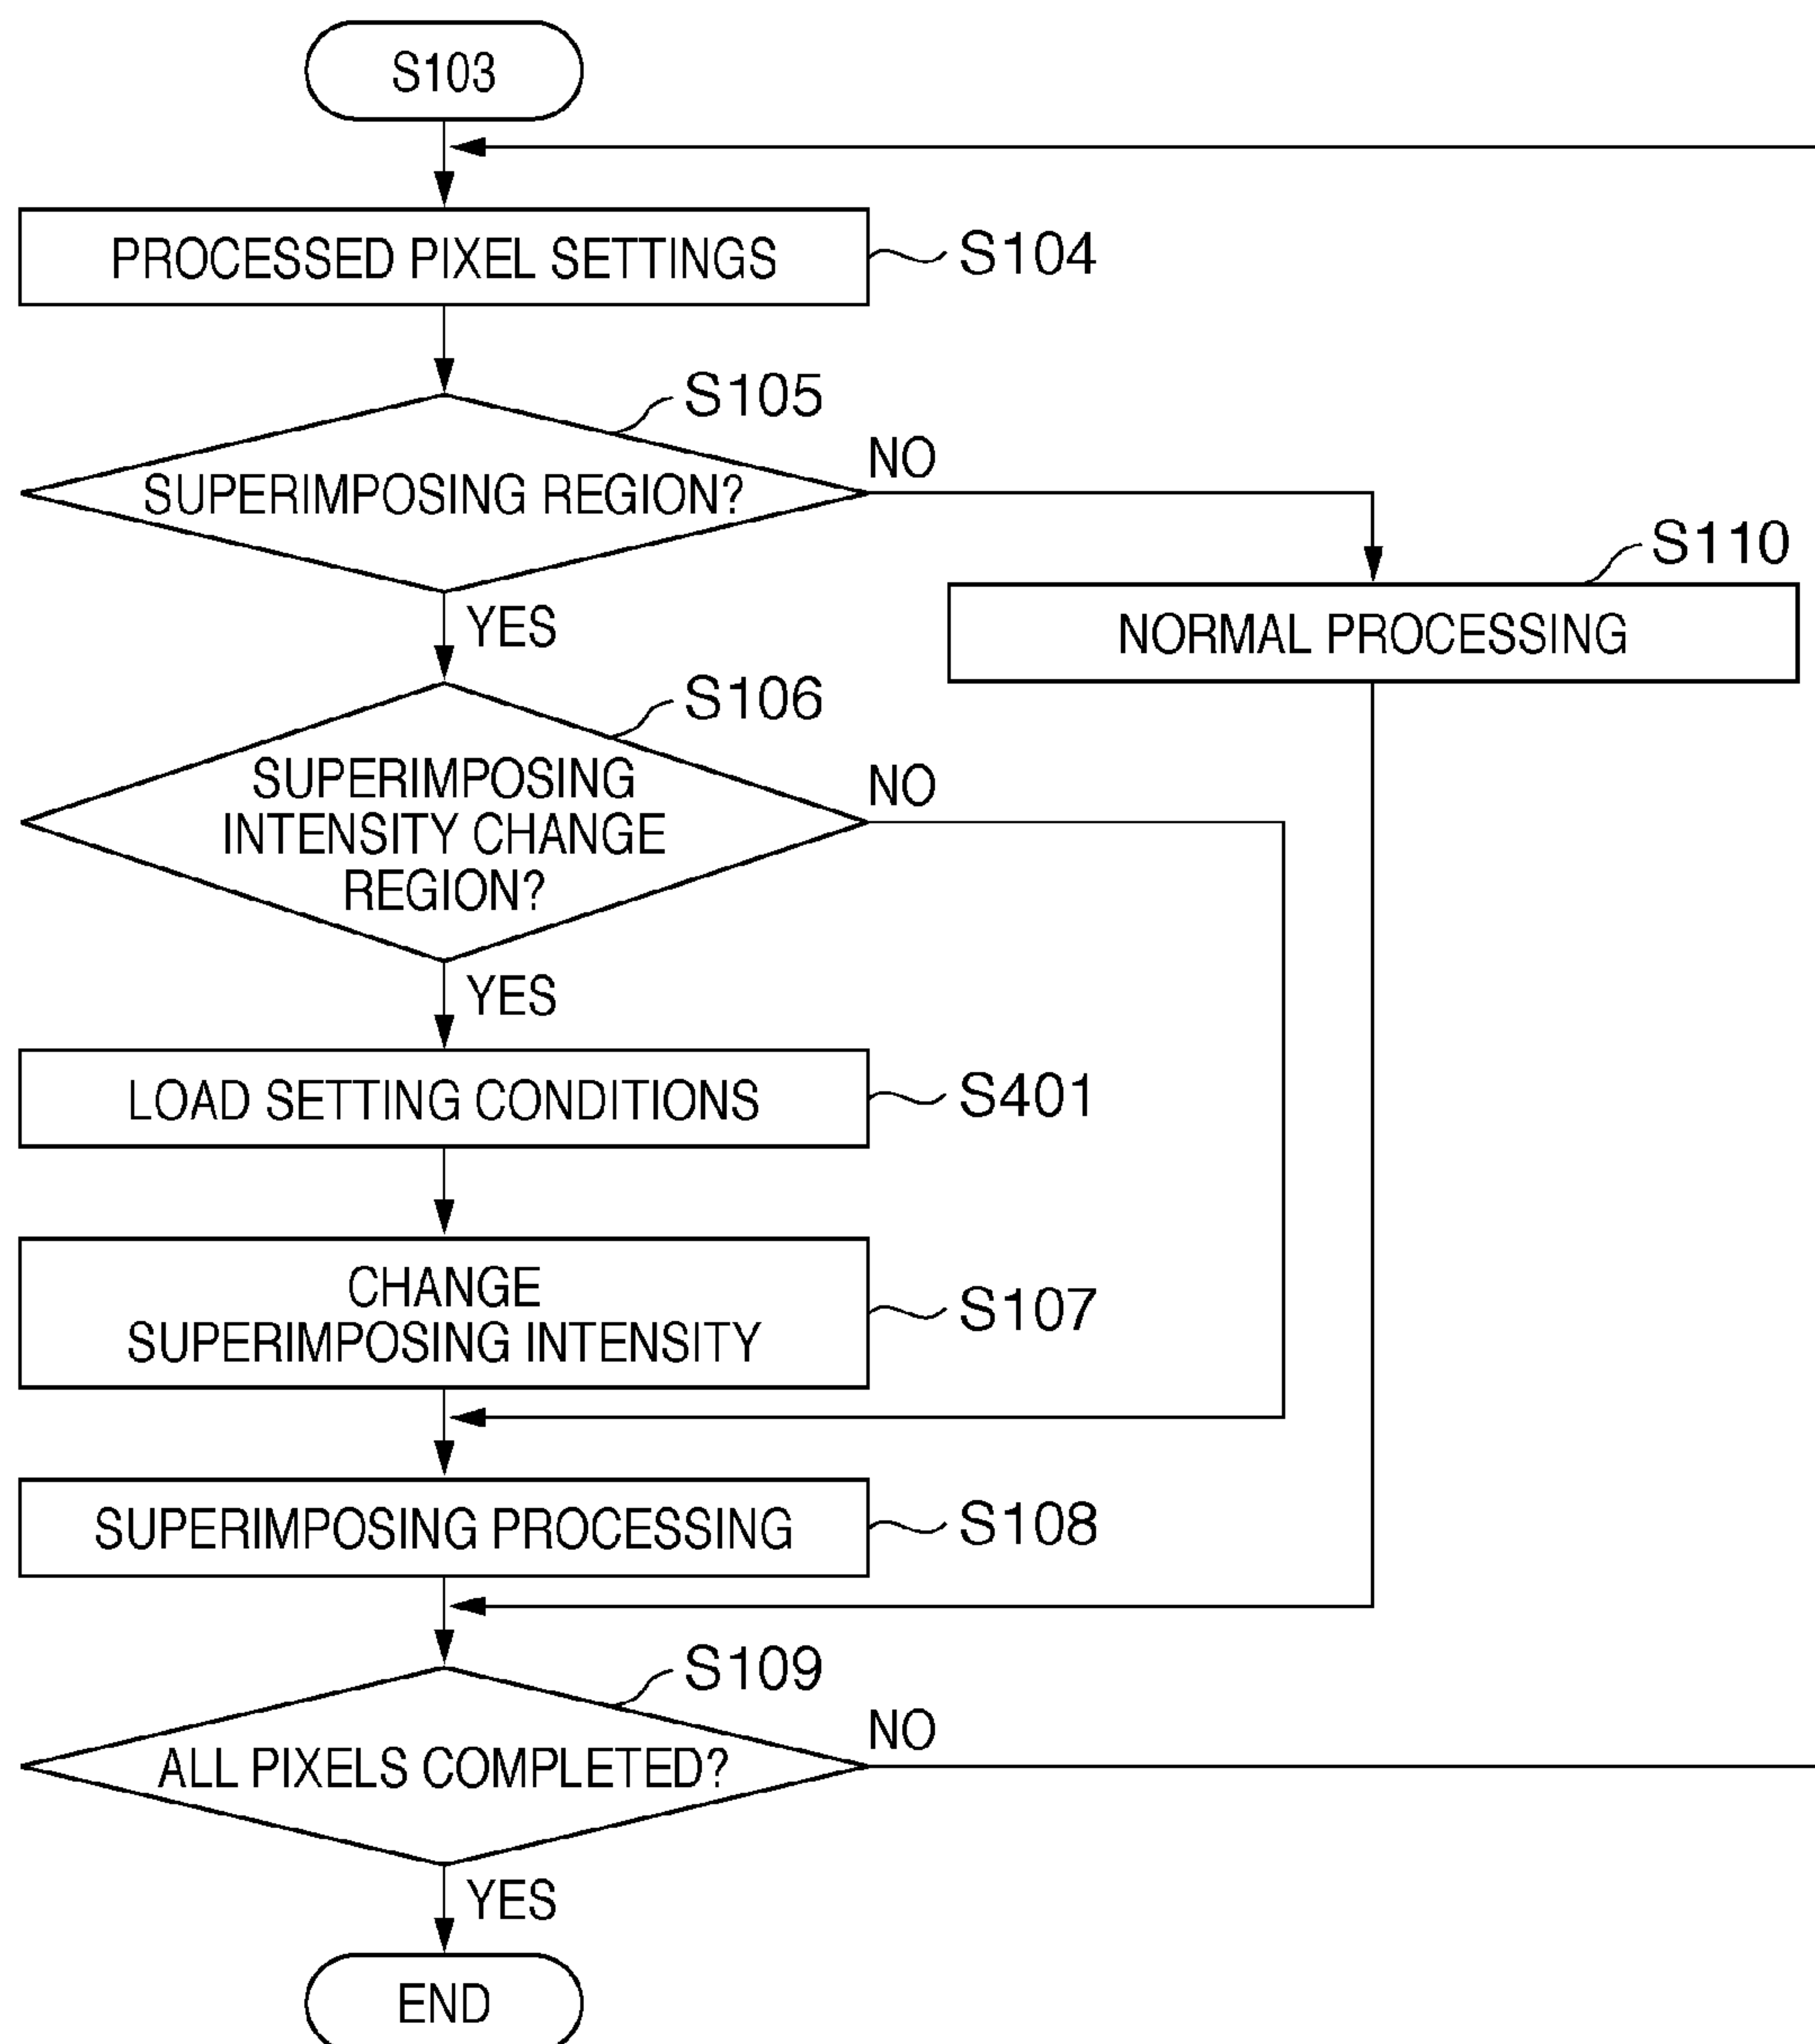 S103
PROCESSED PIXEL SETTINGS
S104
S105
SUPERIMPOSING REGION?
NO
YES
S110
NORMAL PROCESSING
S106
SUPERIMPOSING
INTENSITY CHANGE
REGION?
NO
YES
LOAD SETTING CONDITIONS
S401
CHANGE
SUPERIMPOSING INTENSITY
S107
SUPERIMPOSING PROCESSING
S108
S109
ALL PIXELS COMPLETED?
NO
YES
END